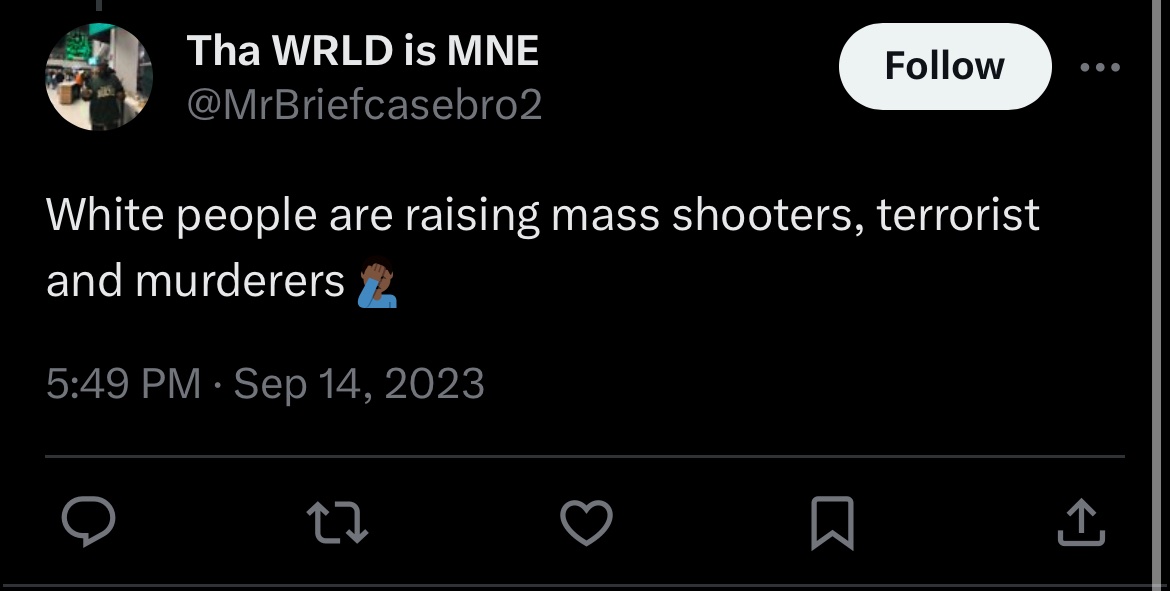 Tha WRLD is MNE
@MrBriefcasebro2
Follow
White people are raising mass shooters, terrorist
and murderers 🤦🏾‍♂️
5:49 PM · Sep 14, 2023